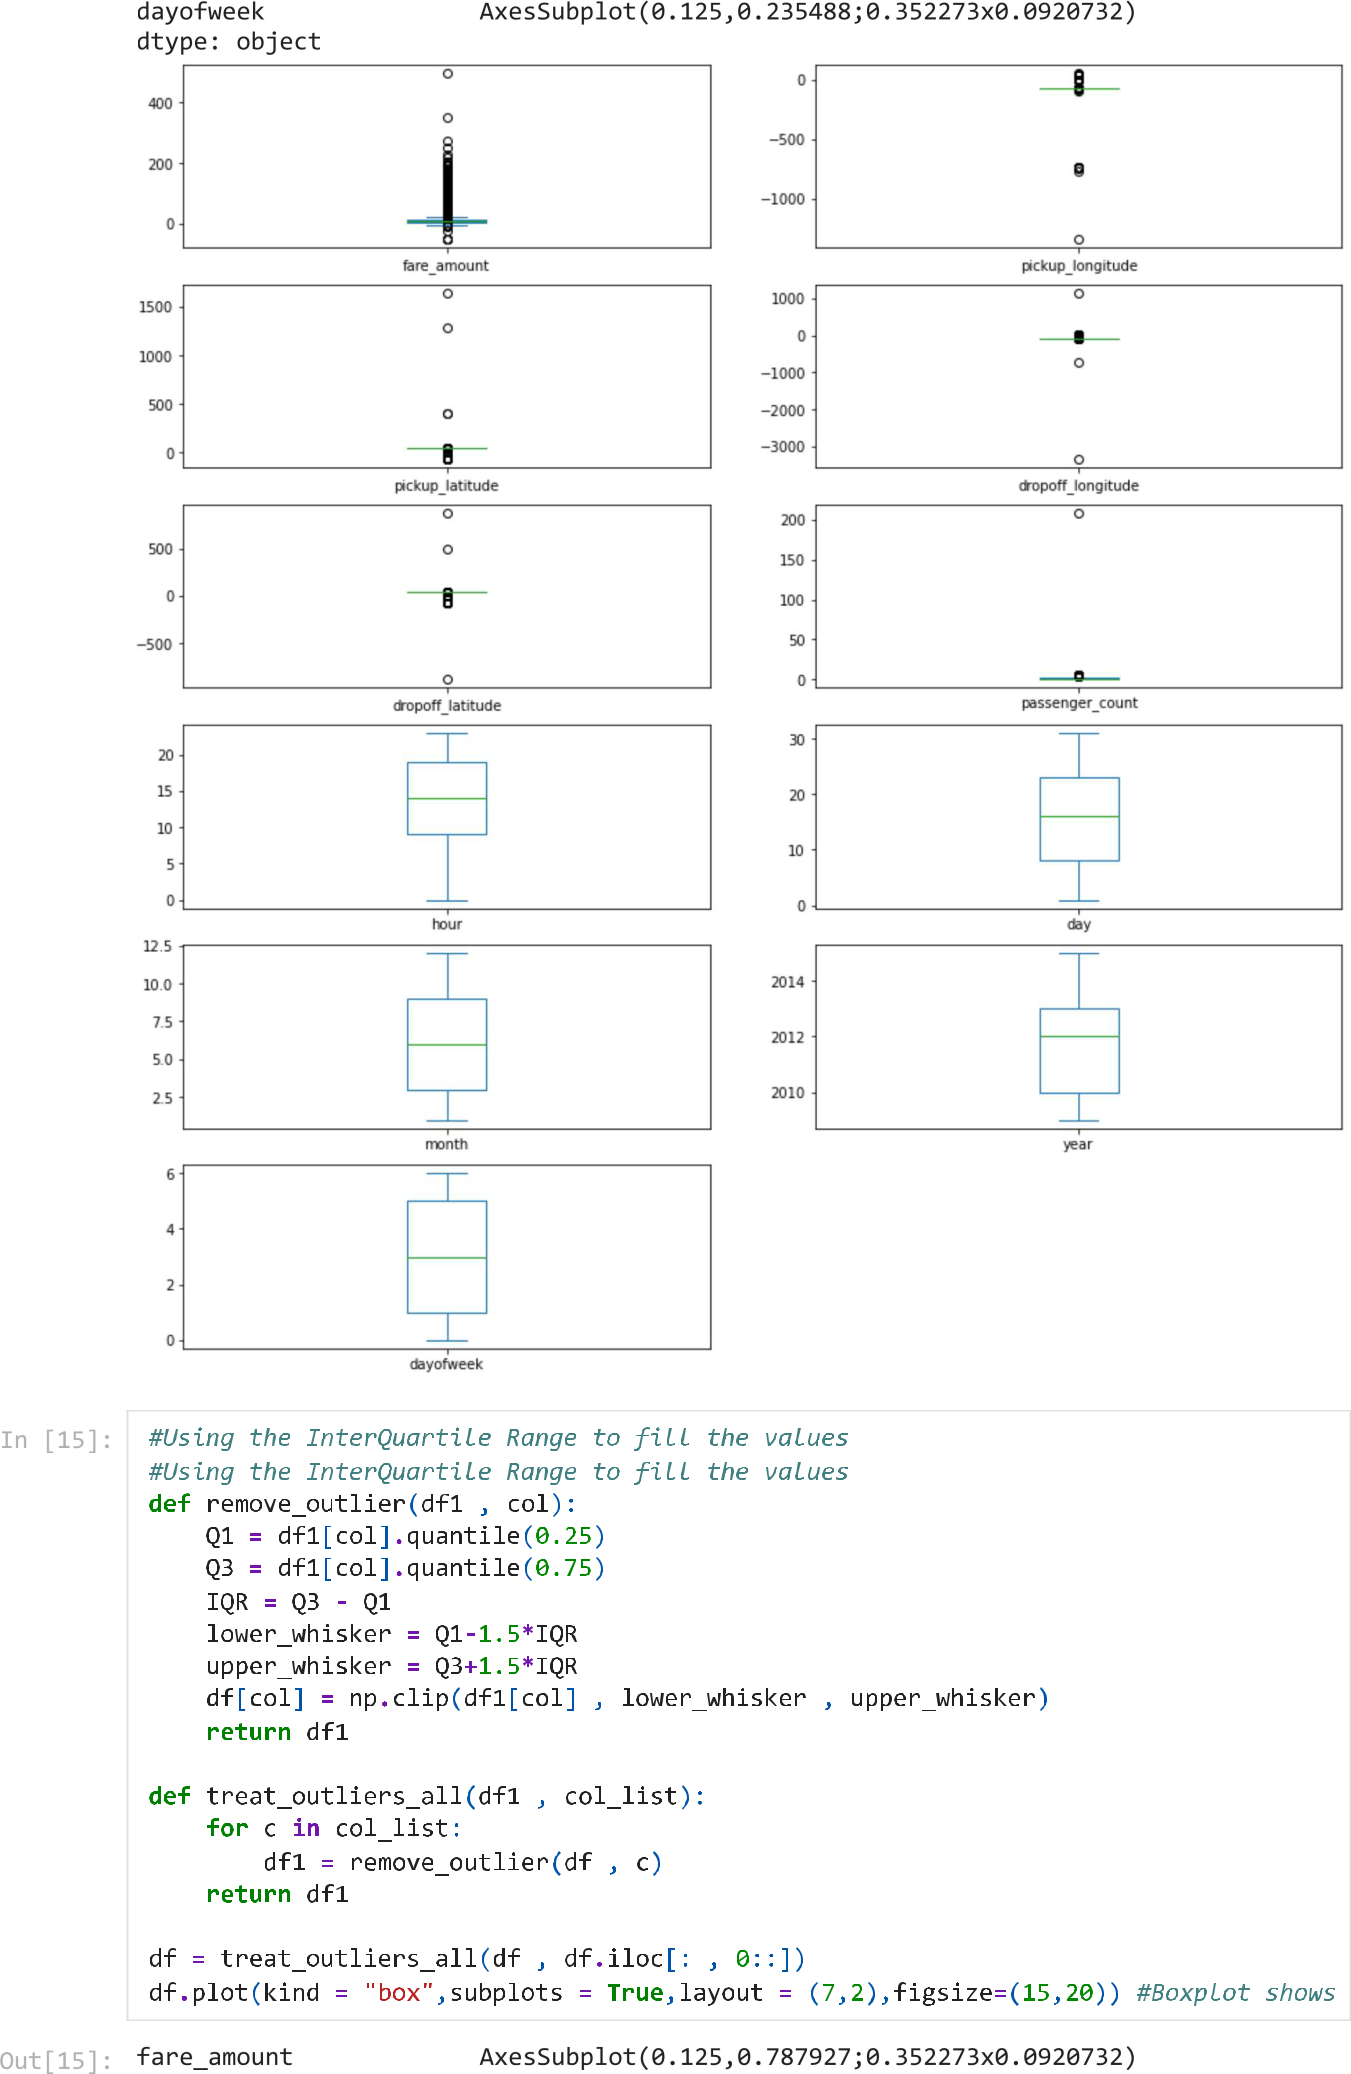 dayofweek AxesSubplot(0.125,0.235488;0.352273x0.0920732)
dtype: object
400
200
0
fare_amount
0
−500
−1000
pickup_longitude
1500
1000
500
0
pickup_latitude
1000
0
−1000
−2000
−3000
dropoff_longitude
500
0
−500
dropoff_latitude
200
150
100
50
0
passenger_count
20
15
10
5
0
hour
30
20
10
0
day
12.5
10.0
7.5
5.0
2.5
month
2014
2012
2010
year
6
4
2
0
dayofweek
In [15]:
#Using the InterQuartile Range to fill the values
#Using the InterQuartile Range to fill the values
def remove_outlier(df1 , col):
    Q1 = df1[col].quantile(0.25)
    Q3 = df1[col].quantile(0.75)
    IQR = Q3 - Q1
    lower_whisker = Q1-1.5*IQR
    upper_whisker = Q3+1.5*IQR
    df[col] = np.clip(df1[col] , lower_whisker , upper_whisker)
    return df1
def treat_outliers_all(df1 , col_list):
    for c in col_list:
        df1 = remove_outlier(df , c)
    return df1
df = treat_outliers_all(df , df.iloc[: , 0::])
df.plot(kind = "box",subplots = True,layout = (7,2),figsize=(15,20)) #Boxplot shows
Out[15]: fare_amount AxesSubplot(0.125,0.787927;0.352273x0.0920732)